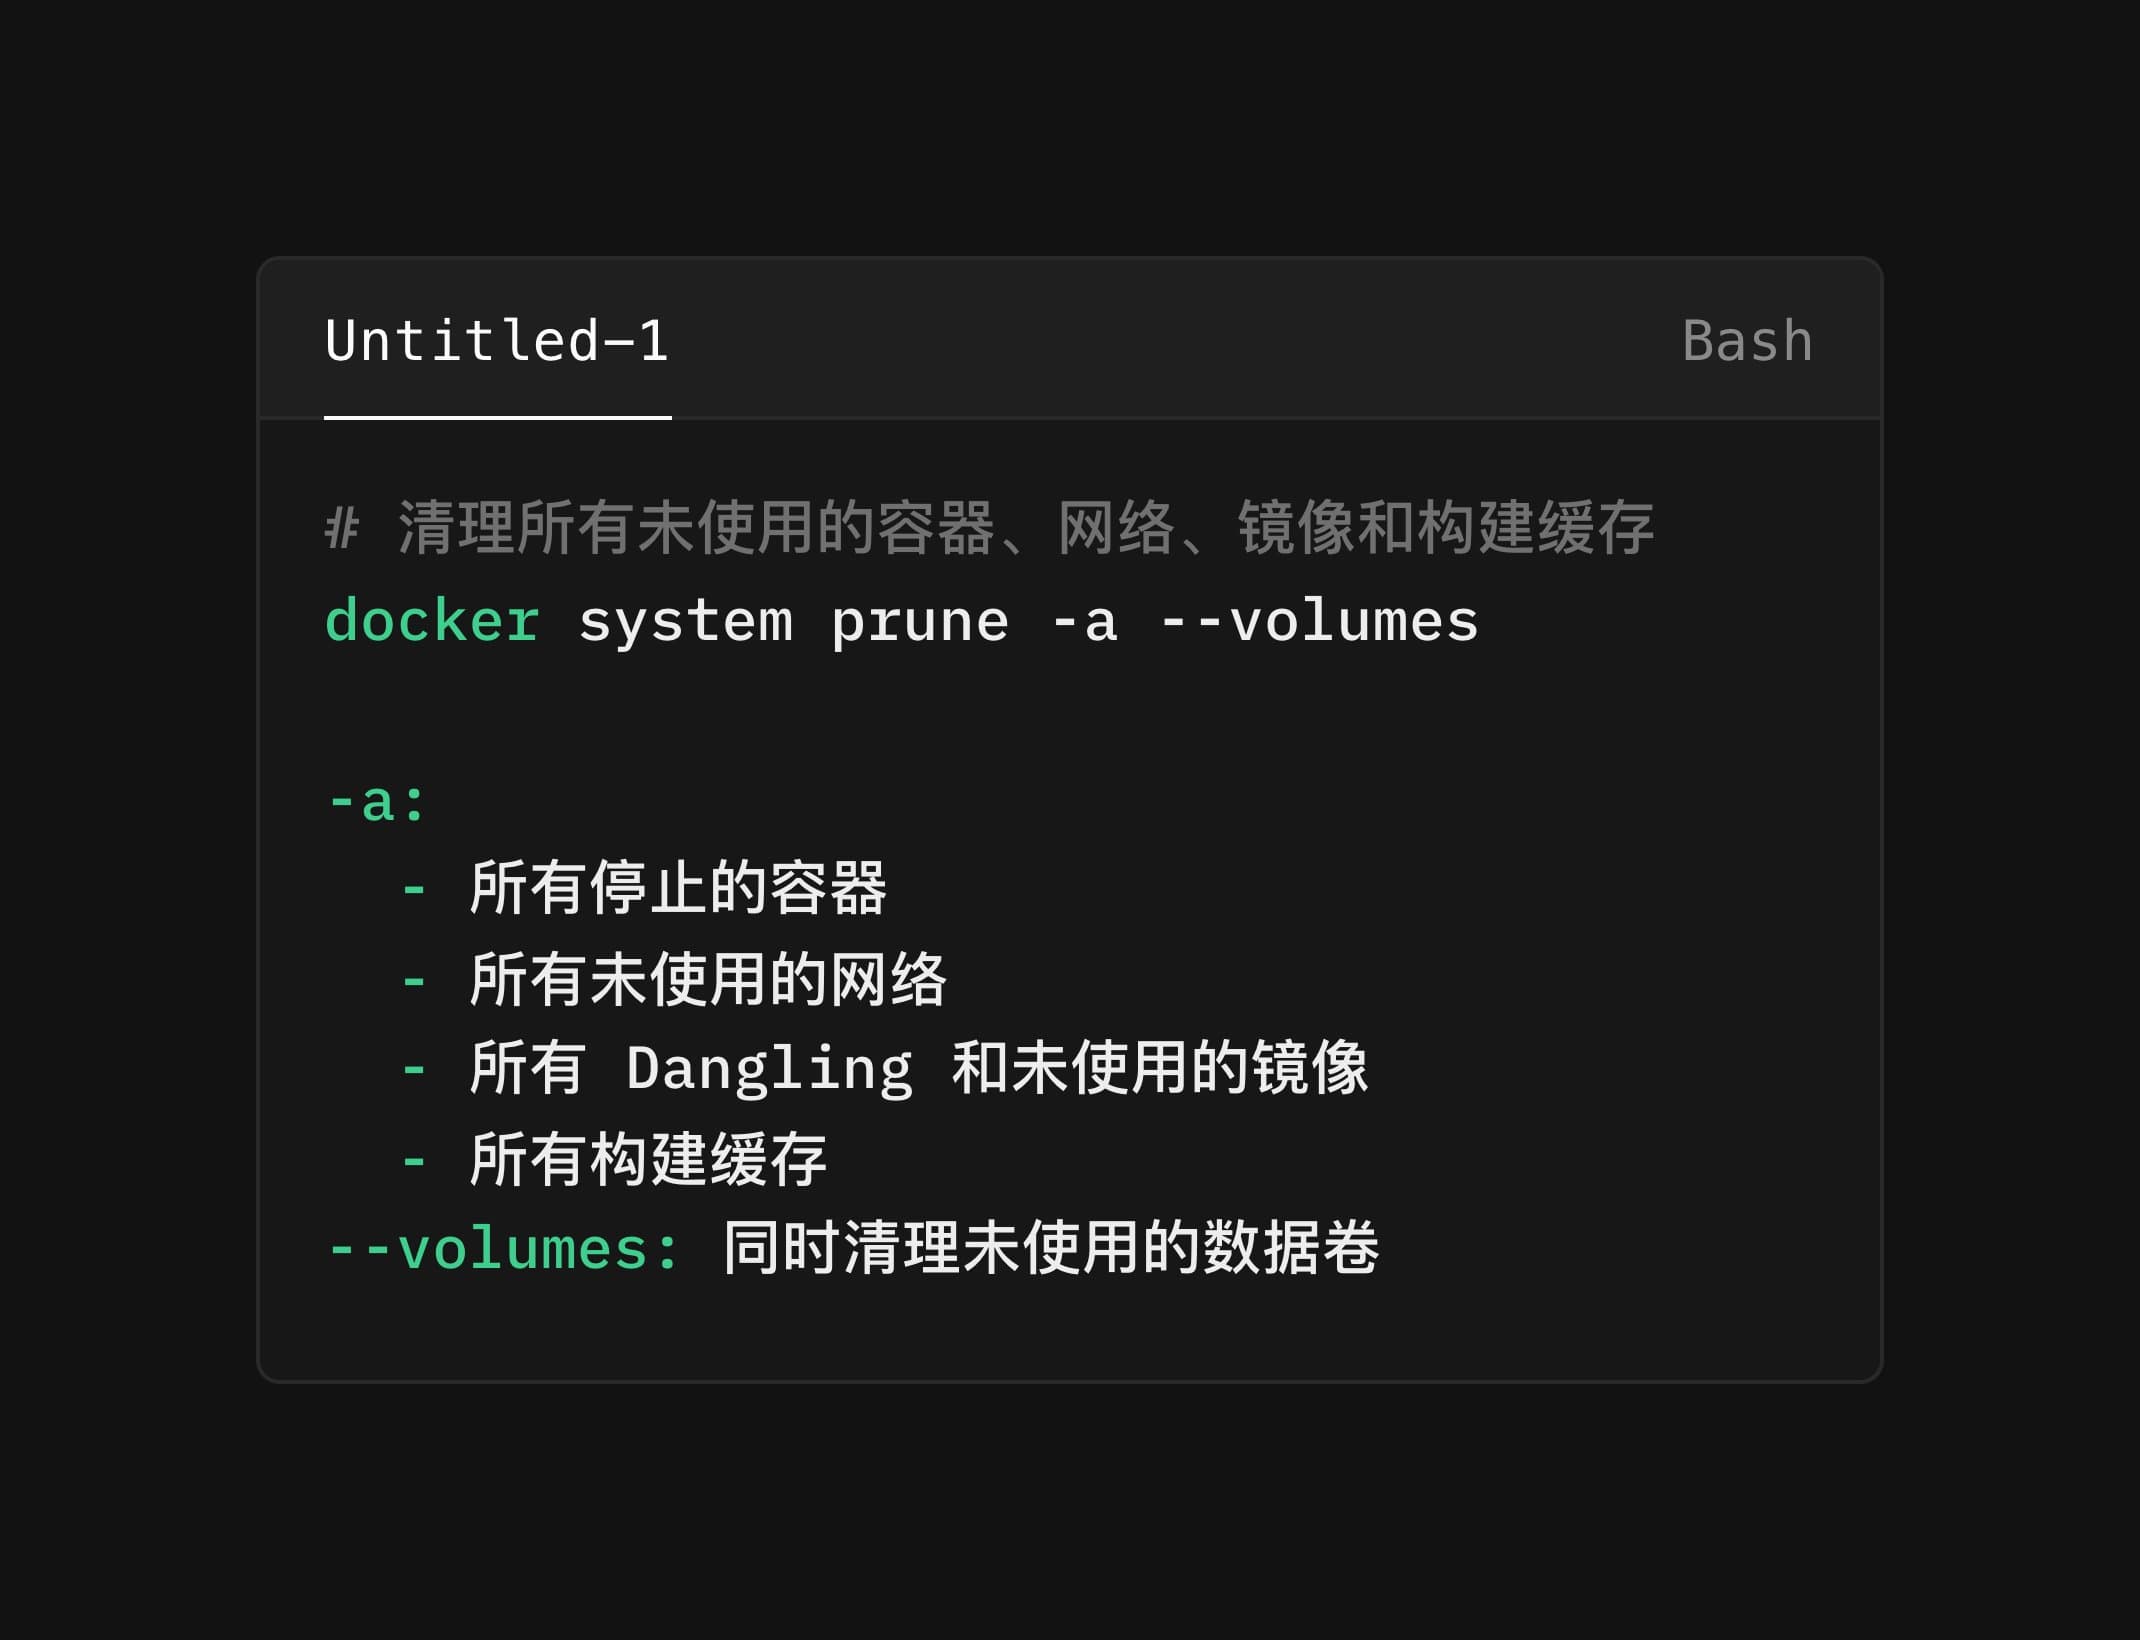 Untitled-1
Bash
# 清理所有未使用的容器、网络、镜像和构建缓存
docker system prune -a --volumes
-a:
- 所有停止的容器
- 所有未使用的网络
- 所有 Dangling 和未使用的镜像
- 所有构建缓存
--volumes: 同时清理未使用的数据卷